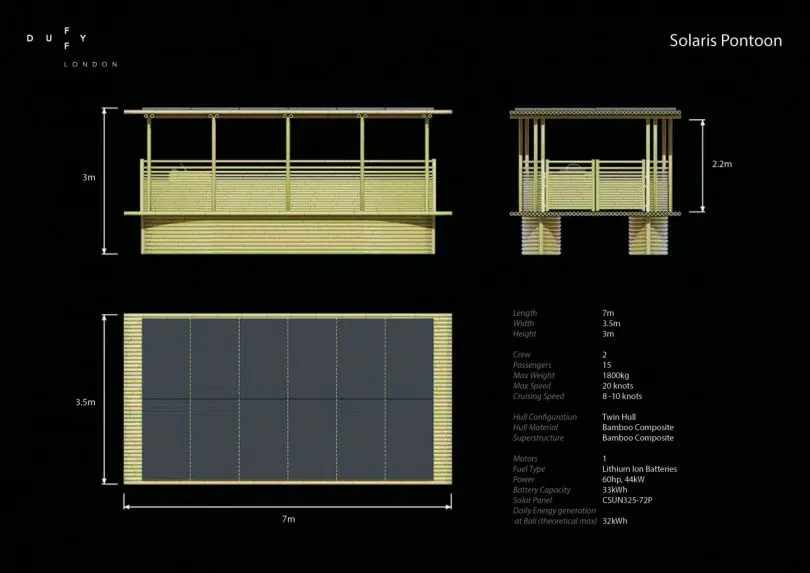 DUFFY
LONDON
Solaris Pontoon
3m
2.2m
3.5m
7m
Length 7m
Width 3.5m
Height 3m
Crew 2
Passengers 15
Max Weight 1800kg
Max Speed 20 knots
Cruising Speed 8 -10 knots
Hull Configuration Twin Hull
Hull Material Bamboo Composite
Superstructure Bamboo Composite
Motors 1
Fuel Type Lithium Ion Batteries
Power 60hp, 44kW
Battery Capacity 33kWh
Solar Panel CSUN325-72P
Daily Energy generation
at Bali (theoretical max) 32kWh